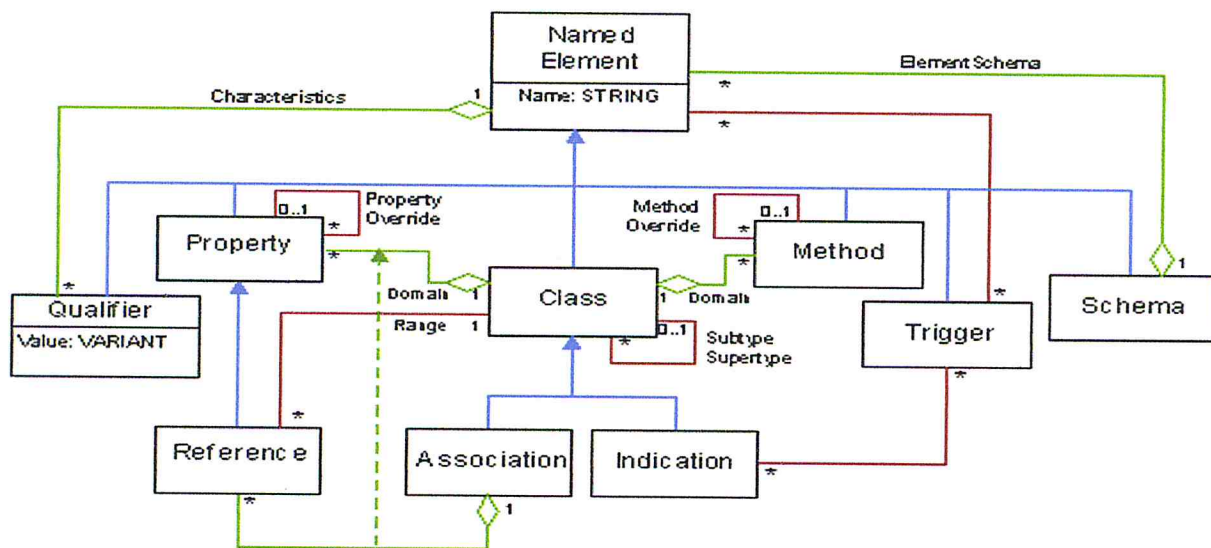 Named
Element
Name: STRING
Element Schema
*
*
Characteristics
1
Property
Override
0..1
*
Method
Override
0..1
*
Property
*
Method
*
Class
Domain
1
1
Domain
Range
1
0..1
*
Subtype
Supertype
*
Qualifier
Value: VARIANT
Trigger
*
*
Schema
1
*
Reference
*
Association
1
Indication
*